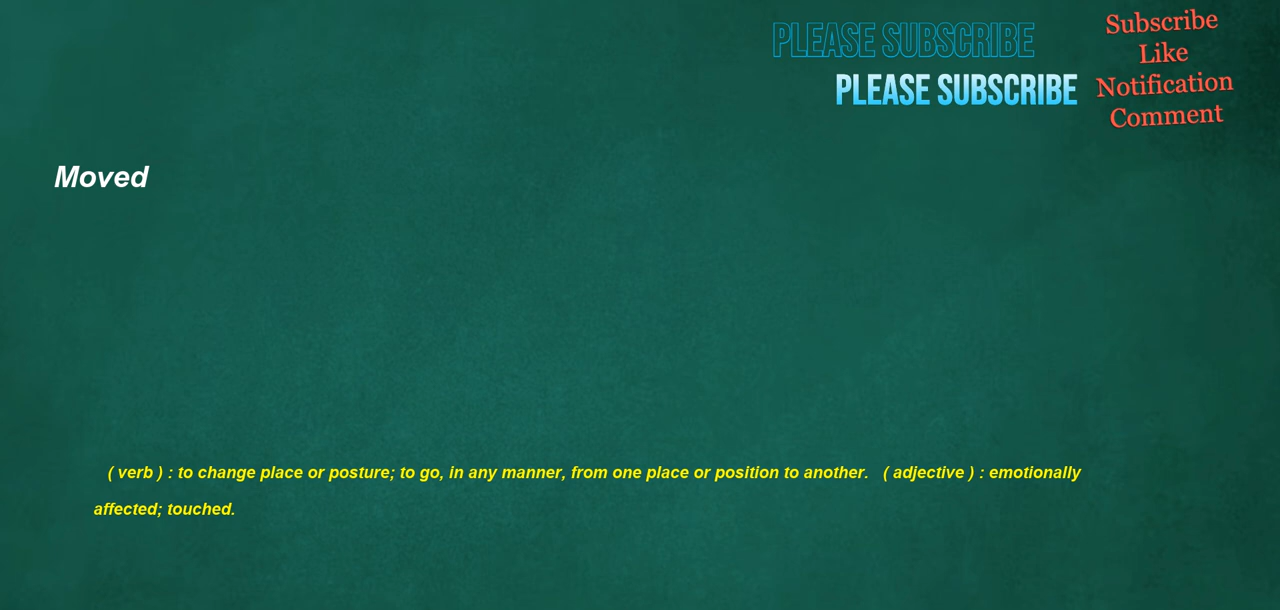 PLEASE SUBSCRIBE
PLEASE SUBSCRIBE
Subscribe
Like
Notification
Comment
Moved
( verb ) : to change place or posture; to go, in any manner, from one place or position to another. ( adjective ) : emotionally
affected; touched.